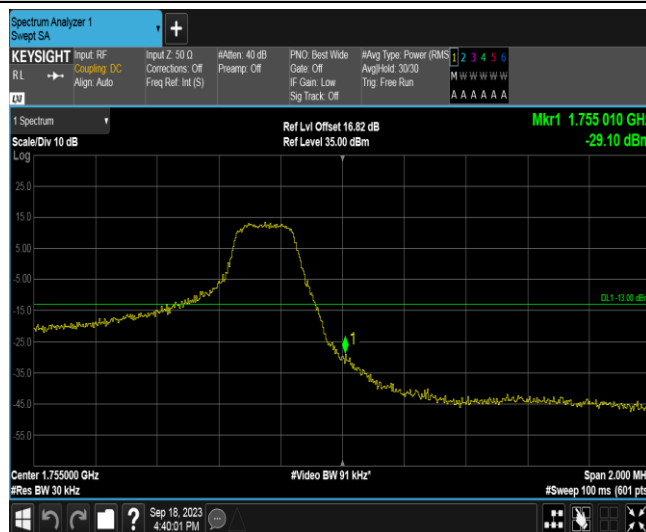 Spectrum Analyzer 1
Swept SA
+
KEYSIGHT
RL
Input: RF
Coupling: DC
Align: Auto
Input Z: 50 Ω
Corrections: Off
Freq Ref: Int (S)
#Atten: 40 dB
Preamp: Off
PNO: Best Wide
Gate: Off
IF Gain: Low
Sig Track: Off
#Avg Type: Power (RMS
Avg|Hold: 30/30
Trig: Free Run
1 2 3 4 5 6
M W W W W W
A A A A A A
LXI
1 Spectrum
Scale/Div 10 dB
Log
Ref Lvl Offset 16.82 dB
Ref Level 35.00 dBm
Mkr1 1.755 010 GHz
-29.10 dBm
25.0
15.0
5.00
-5.00
-15.0
-25.0
-35.0
-45.0
-55.0
DL1 -13.00 dBm
1
Center 1.755000 GHz
#Res BW 30 kHz
#Video BW 91 kHz*
Span 2.000 MHz
#Sweep 100 ms (601 pts)
?
Sep 18, 2023
4:40:01 PM